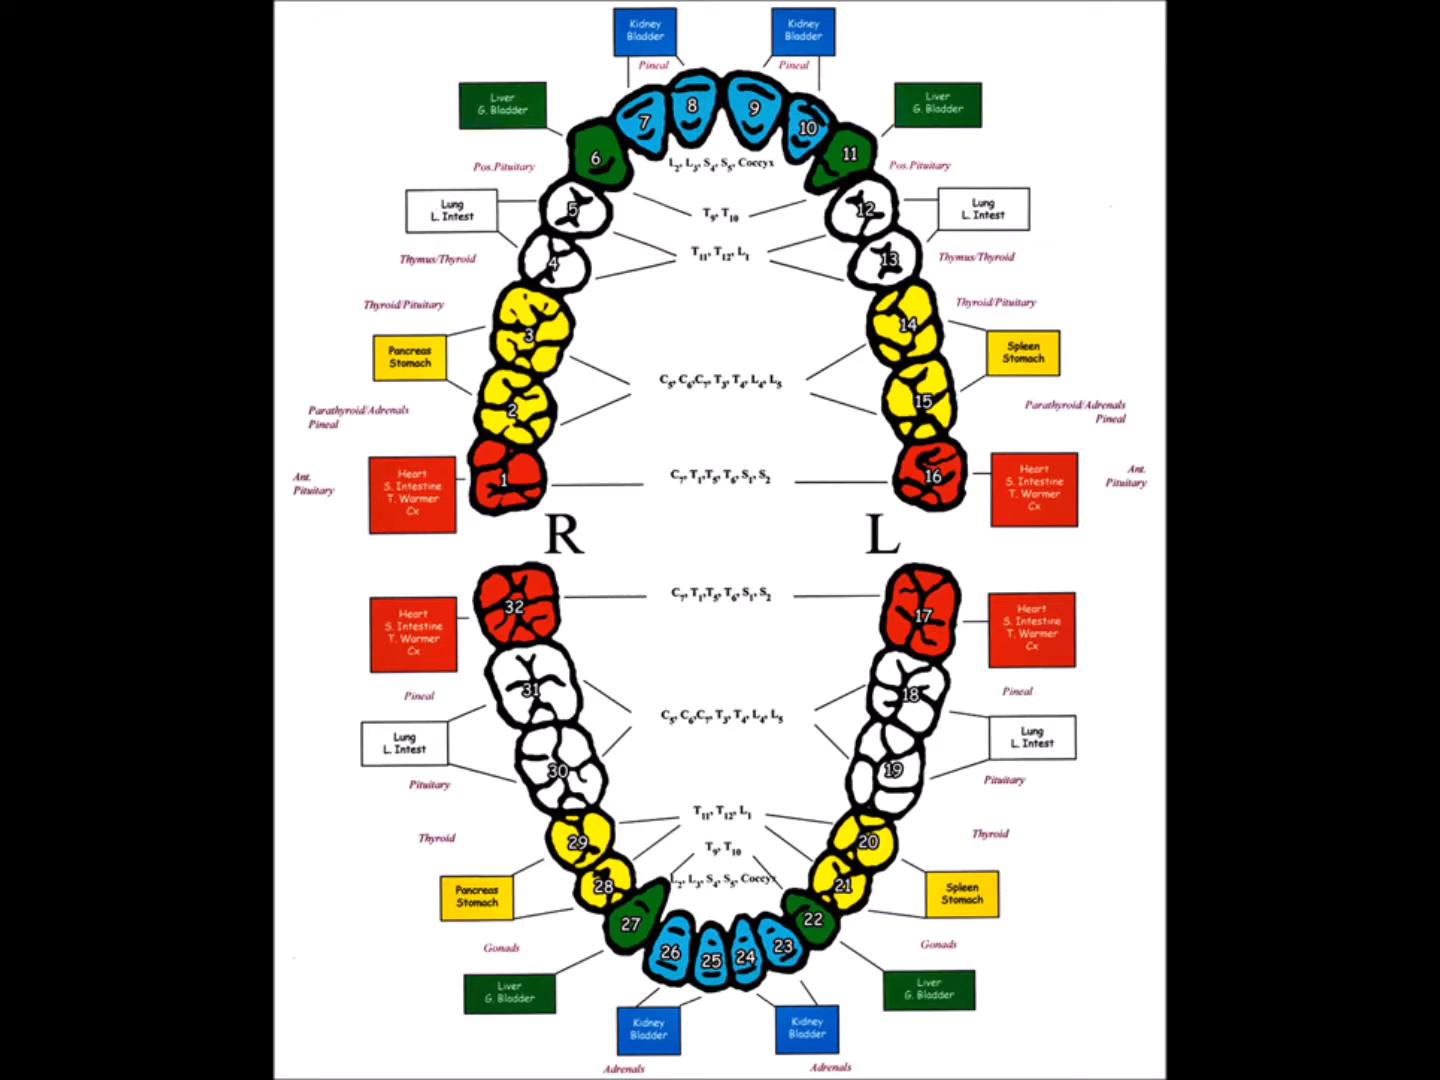 Kidney
Bladder
Kidney
Bladder
Pineal
Pineal
Liver
G. Bladder
Liver
G. Bladder
7
8
9
10
6
11
L2, L3, S4, S5, Coccyx
Pos.Pituitary
Pos.Pituitary
Lung
L. Intest
Lung
L. Intest
5
12
T9, T10
T11, T12, L1
Thymus/Thyroid
Thymus/Thyroid
4
13
Thyroid/Pituitary
Thyroid/Pituitary
3
14
Pancreas
Stomach
Spleen
Stomach
C5, C6,C7, T3, T4, L4, L5
2
15
Parathyroid/Adrenals
Pineal
Parathyroid/Adrenals
Pineal
Ant.
Pituitary
Heart
S. Intestine
T. Warmer
Cx
1
C7, T1,T5, T6, S1, S2
16
Heart
S. Intestine
T. Warmer
Cx
Ant.
Pituitary
R
L
Heart
S. Intestine
T. Warmer
Cx
32
C7, T1,T5, T6, S1, S2
17
Heart
S. Intestine
T. Warmer
Cx
Pineal
31
18
Pineal
Lung
L. Intest
C5, C6,C7, T3, T4, L4, L5
Lung
L. Intest
30
19
Pituitary
Pituitary
T11, T12, L1
Thyroid
29
20
Thyroid
T9, T10
L2, L3, S4, S5, Coccyx
Pancreas
Stomach
28
21
Spleen
Stomach
27
22
26
25
24
23
Gonads
Gonads
Liver
G. Bladder
Liver
G. Bladder
Kidney
Bladder
Kidney
Bladder
Adrenals
Adrenals